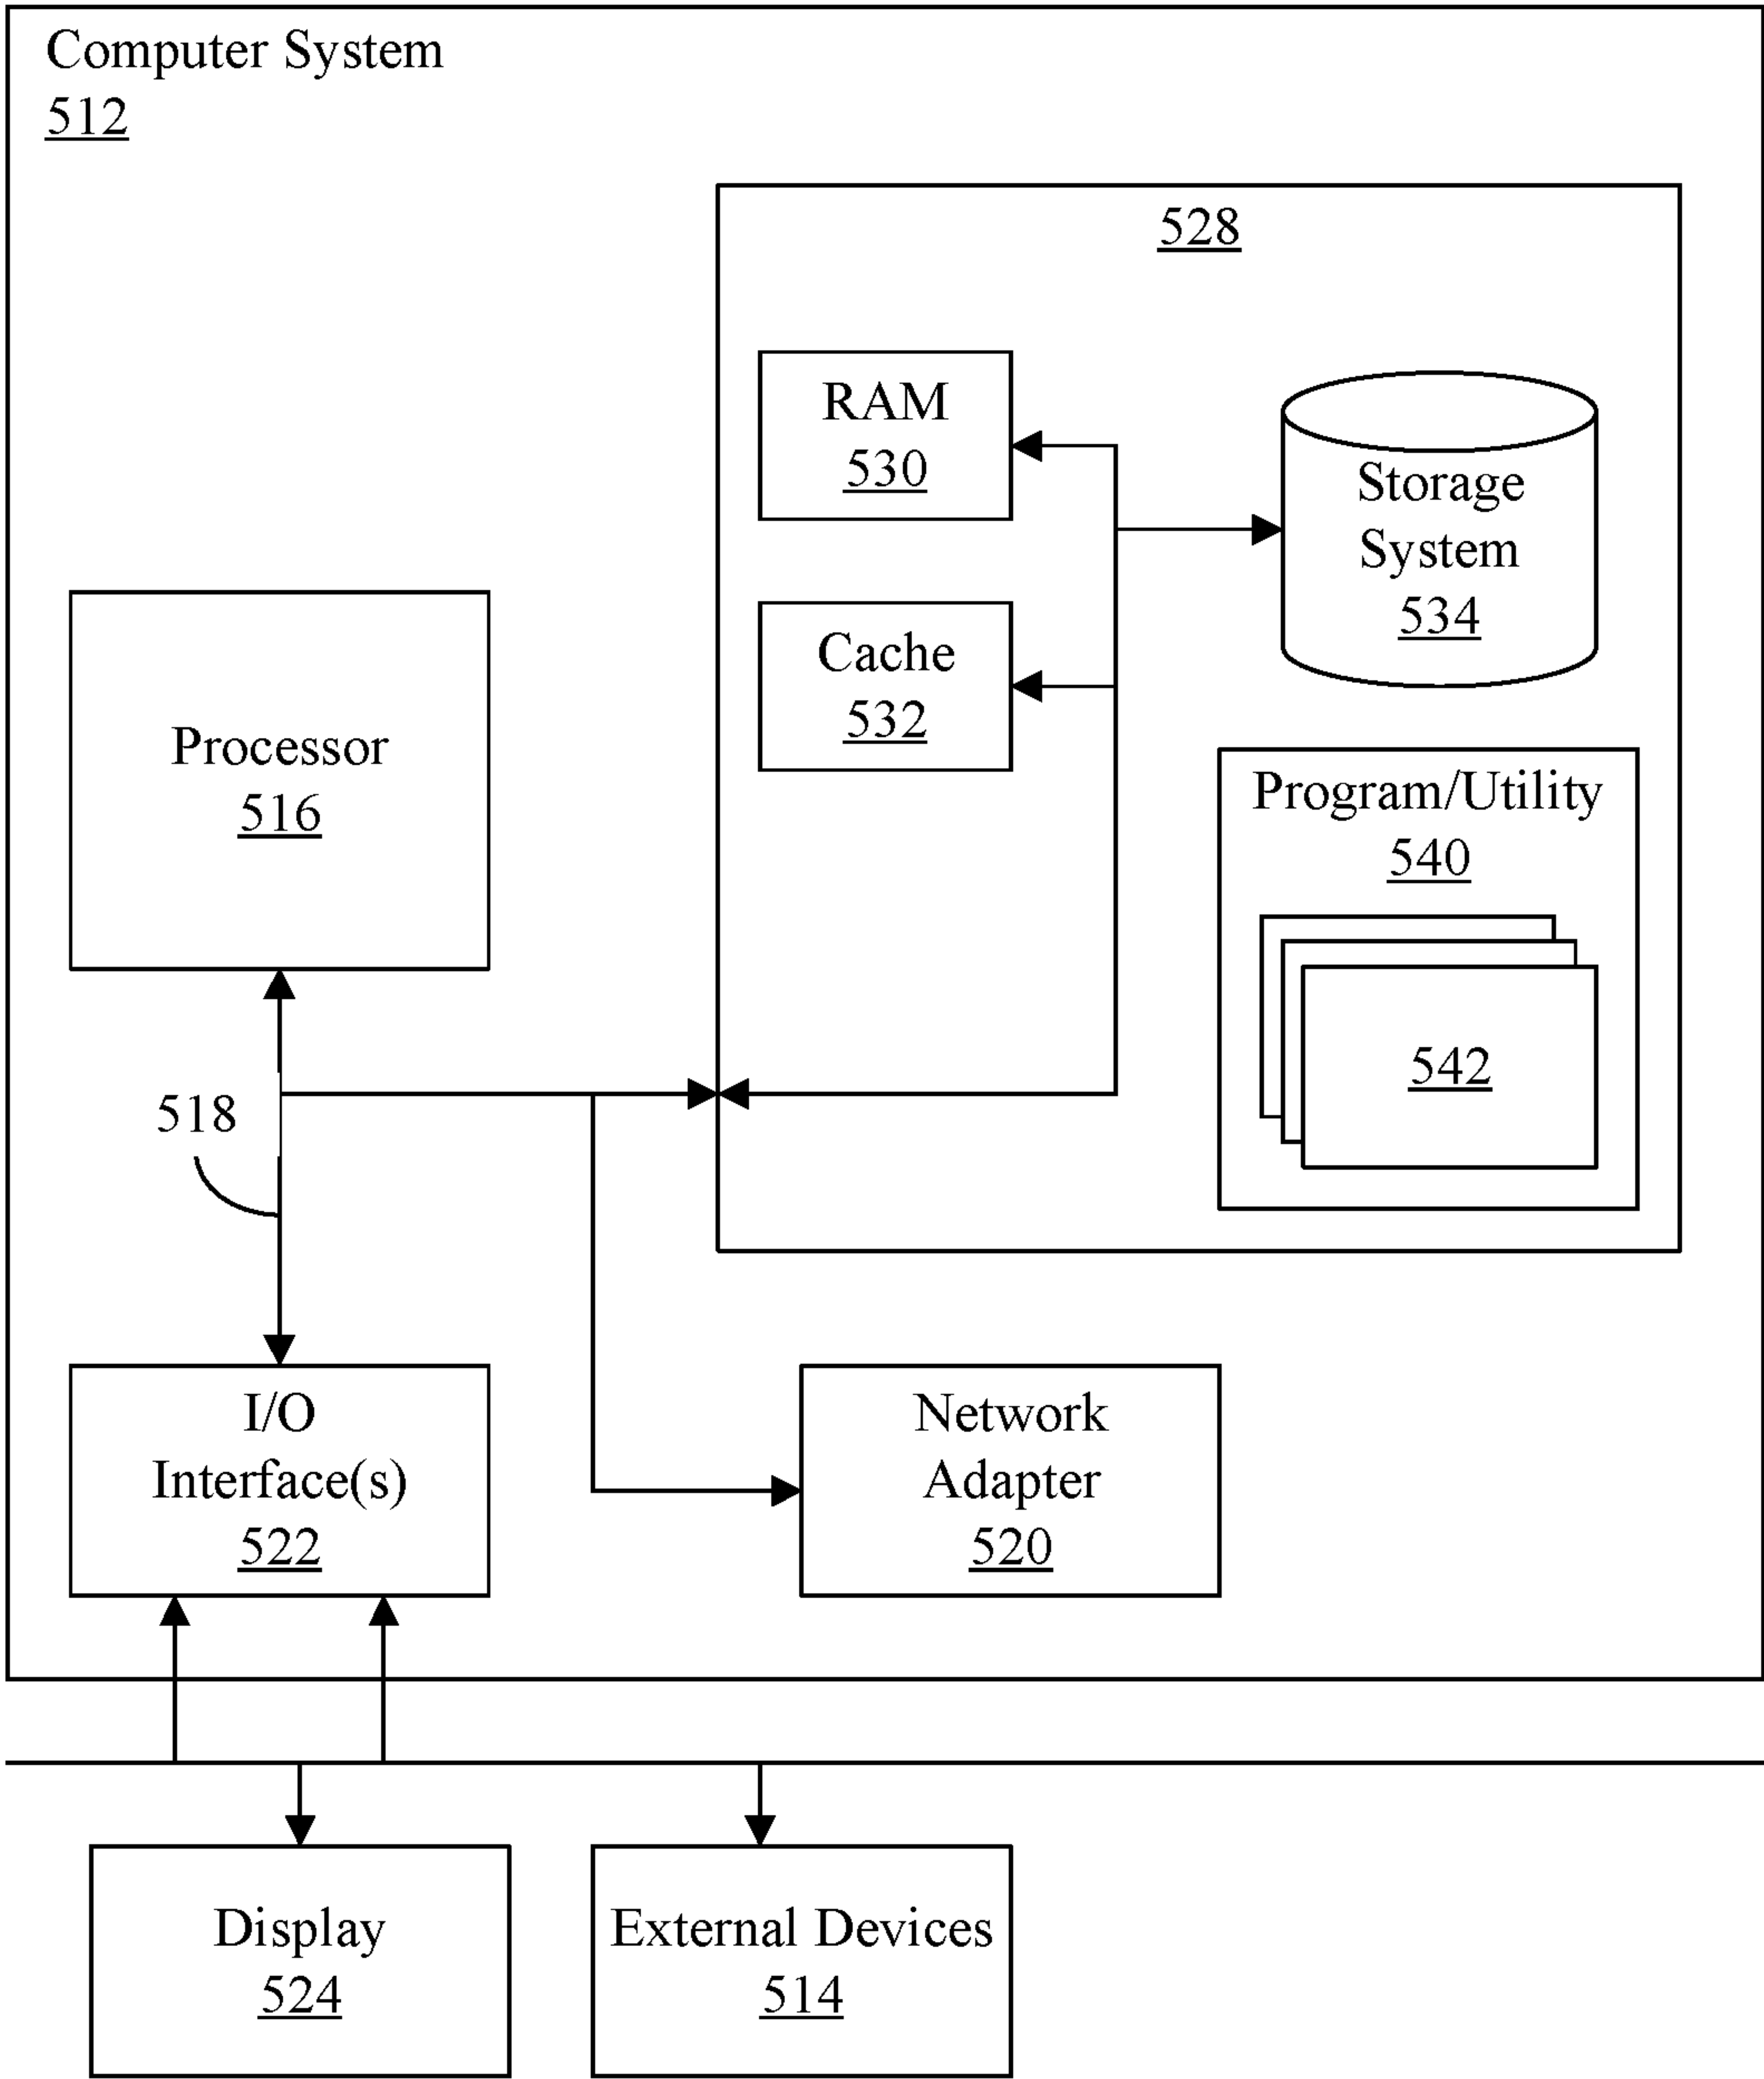 Computer System
512
528
RAM
530
Storage
System
534
Cache
532
Processor
516
Program/Utility
540
542
518
I/O
Interface(s)
522
Network
Adapter
520
Display
524
External Devices
514